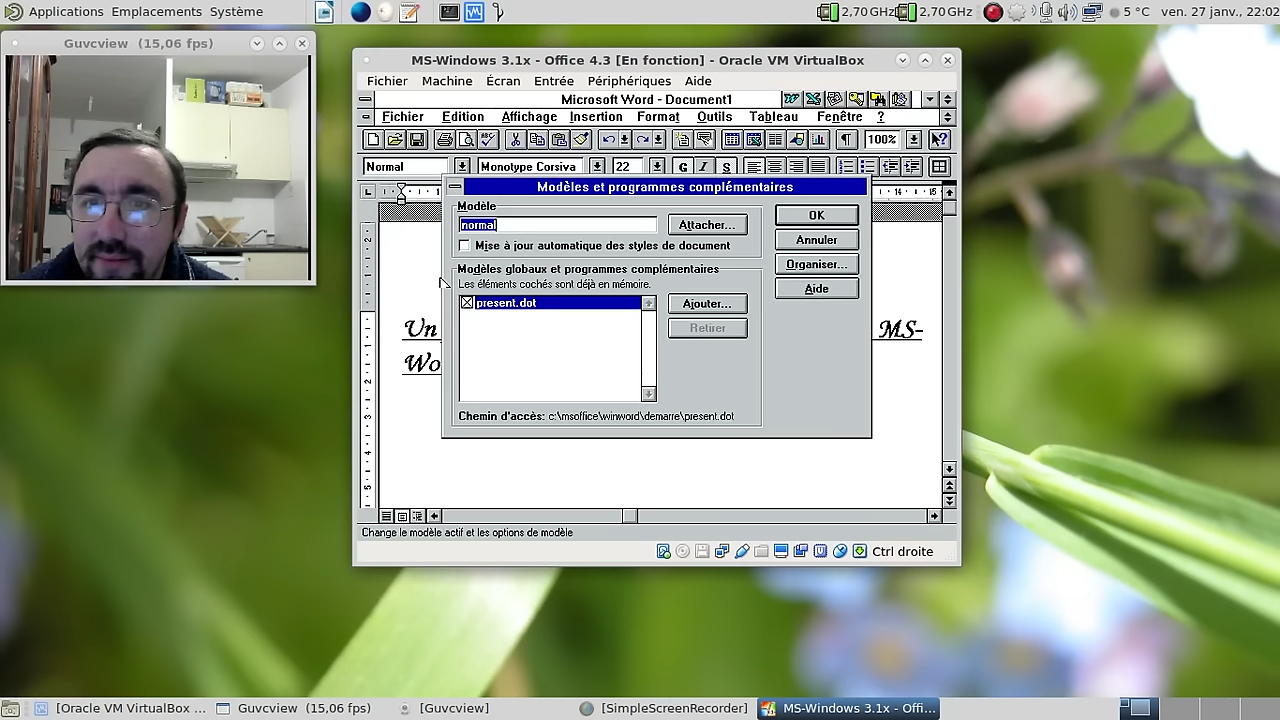 Applications Emplacements Système
2,70 GHz 2,70 GHz 5 °C ven. 27 janv., 22:02
Guvcview (15,06 fps)
MS-Windows 3.1x - Office 4.3 [En fonction] - Oracle VM VirtualBox
Fichier Machine Écran Entrée Périphériques Aide
Microsoft Word - Document1
Fichier Edition Affichage Insertion Format Outils Tableau Fenêtre ?
100%
Normal Monotype Corsiva 22 G I S
Modèles et programmes complémentaires
Modèle
normal Attacher...
Mise à jour automatique des styles de document
Modèles globaux et programmes complémentaires
Les éléments cochés sont déjà en mémoire.
present.dot
Ajouter...
Retirer
Chemin d'accès: c:\msoffice\winword\demarre\present.dot
OK
Annuler
Organiser...
Aide
Un MS-
Wo
Change le modèle actif et les options de modèle
Ctrl droite
[Oracle VM VirtualBox ... Guvcview (15,06 fps) [Guvcview] [SimpleScreenRecorder] MS-Windows 3.1x - Offi...